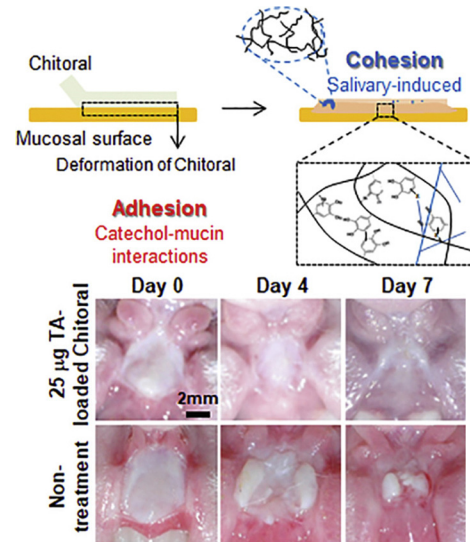 Chitoral
Cohesion
Salivary-induced
Mucosal surface
Deformation of Chitoral
Adhesion
Catechol-mucin
interactions
Day 0 Day 4 Day 7
25 µg TA-
loaded Chitoral
2mm
Non-
treatment